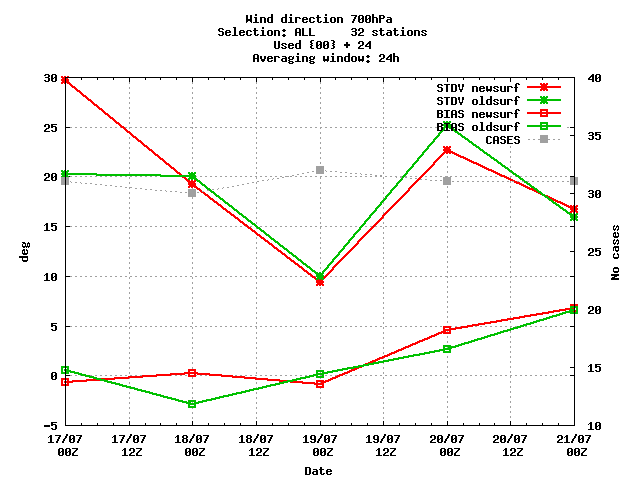 Wind direction 700hPa
Selection: ALL 32 stations
Used {00} + 24
Averaging window: 24h
STDV newsurf
STDV oldsurf
BIAS newsurf
BIAS oldsurf
CASES
30
25
20
15
10
5
0
-5
deg
40
35
30
25
20
15
10
No cases
17/07 17/07 18/07 18/07 19/07 19/07 20/07 20/07 21/07
00Z 12Z 00Z 12Z 00Z 12Z 00Z 12Z 00Z
Date